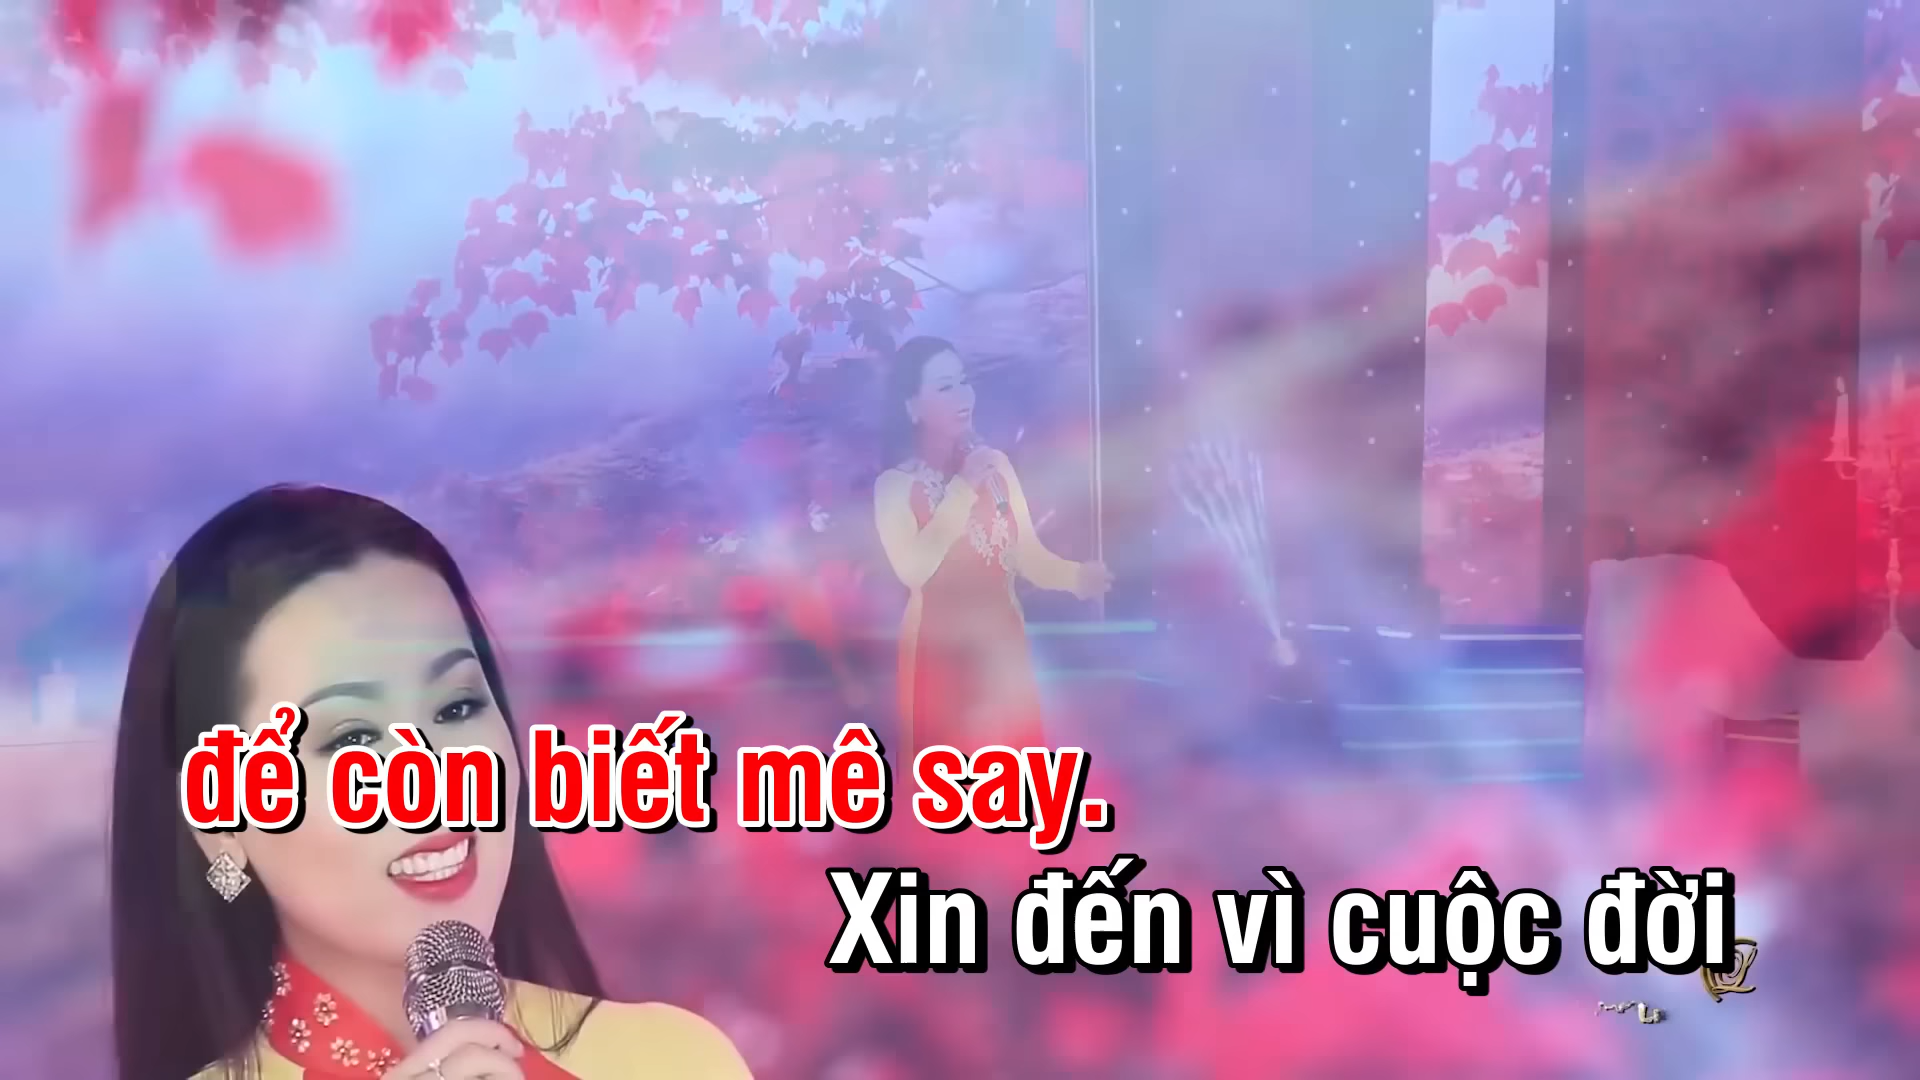 để còn biết mê say.
Xin đến vì cuộc đời